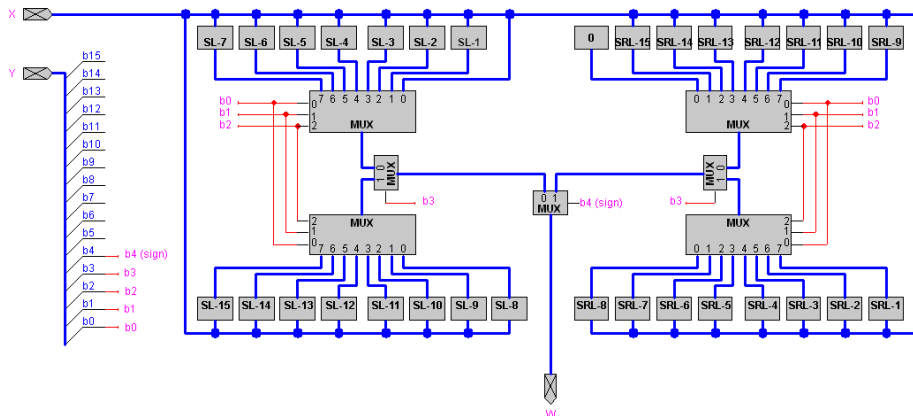 X
SL-7 SL-6 SL-5 SL-4 SL-3 SL-2 SL-1
0 SRL-15 SRL-14 SRL-13 SRL-12 SRL-11 SRL-10 SRL-9
Y
b15
b14
b13
b12
b11
b10
b9
b8
b7
b6
b5
b4 b4 (sign)
b3 b3
b2 b2
b1 b1
b0 b0
b0
b1
b2
0
1
2
7 6 5 4 3 2 1 0
MUX
0 1 2 3 4 5 6 7
MUX
0
1
2
b0
b1
b2
1 0
MUX
b3
0 1
MUX
b4 (sign)
1 0
MUX
b3
MUX
2
1
0
7 6 5 4 3 2 1 0
MUX
2
1
0
0 1 2 3 4 5 6 7
SL-15 SL-14 SL-13 SL-12 SL-11 SL-10 SL-9 SL-8
SRL-8 SRL-7 SRL-6 SRL-5 SRL-4 SRL-3 SRL-2 SRL-1